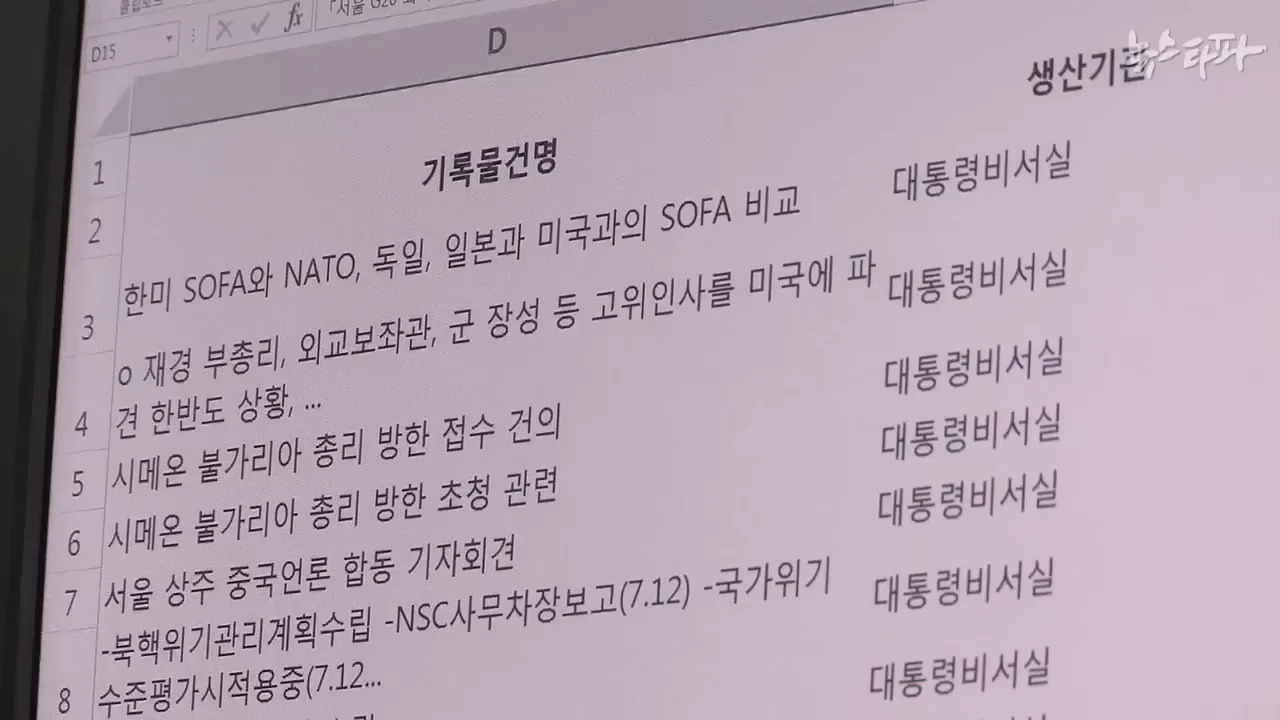 D15
fx
「서울 G20
D
뉴스타파
생산기관
1
기록물건명
2
한미 SOFA와 NATO, 독일, 일본과 미국과의 SOFA 비교
대통령비서실
3
ㅇ 재경 부총리, 외교보좌관, 군 장성 등 고위인사를 미국에 파
견 한반도 상황, ...
대통령비서실
4
시메온 불가리아 총리 방한 접수 건의
대통령비서실
5
시메온 불가리아 총리 방한 초청 관련
대통령비서실
6
서울 상주 중국언론 합동 기자회견
대통령비서실
7
-북핵위기관리계획수립 -NSC사무차장보고(7.12) -국가위기
수준평가시적용중(7.12...
대통령비서실
8
대통령비서실